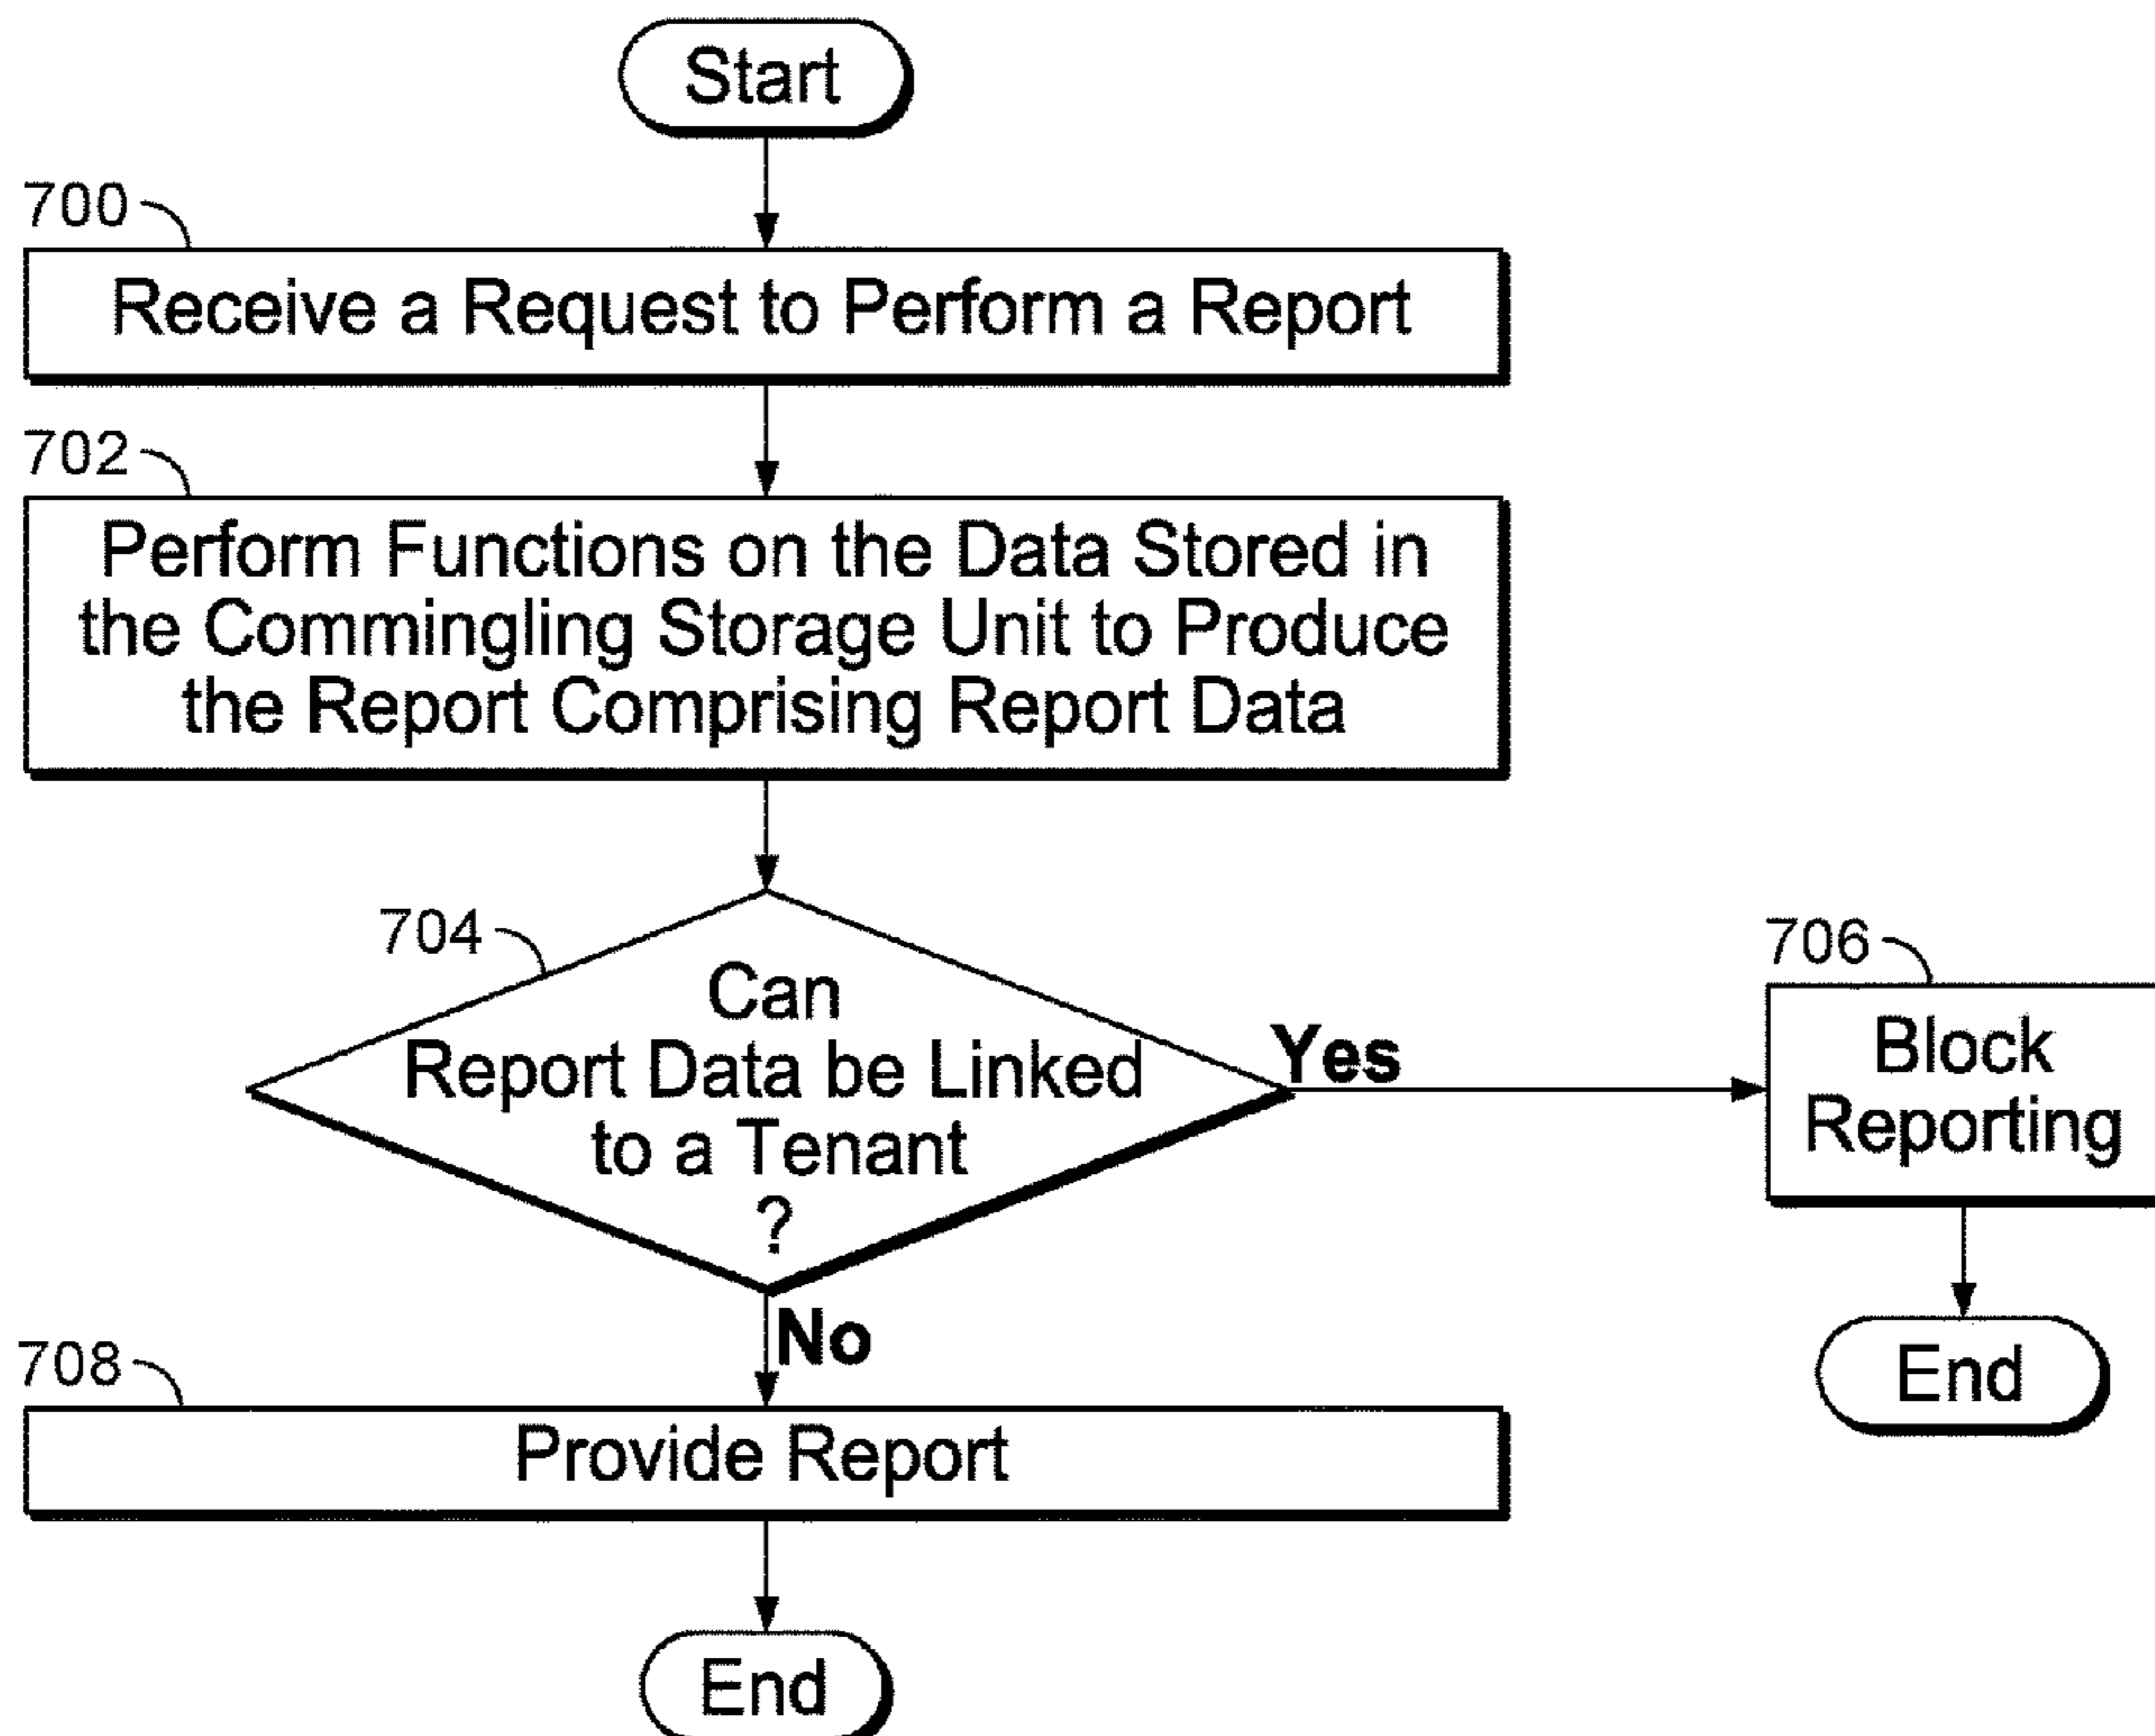 Start
700
Receive a Request to Perform a Report
702
Perform Functions on the Data Stored in
the Commingling Storage Unit to Produce
the Report Comprising Report Data
704
Can
Report Data be Linked
to a Tenant
?
Yes
706
Block
Reporting
End
No
708
Provide Report
End